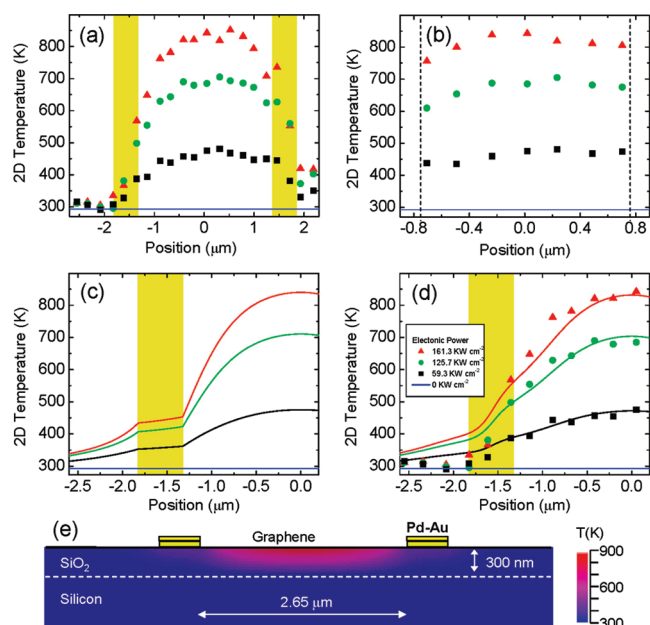 (a)
2D Temperature (K)
800
700
600
500
400
300
-2 -1 0 1 2
Position (μm)
(b)
2D Temperature (K)
800
700
600
500
400
300
-0.8 -0.4 0.0 0.4 0.8
Position (μm)
(c)
2D Temperature (K)
800
700
600
500
400
300
-2.5 -2.0 -1.5 -1.0 -0.5 0.0
Position (μm)
(d)
2D Temperature (K)
800
700
600
500
400
300
Electonic Power
161.3 KW cm⁻²
125.7 KW cm⁻²
59.3 KW cm⁻²
0 KW cm⁻²
-2.5 -2.0 -1.5 -1.0 -0.5 0.0
Position (μm)
(e)
Graphene
Pd-Au
SiO₂
300 nm
Silicon
2.65 μm
T(K)
900
600
300